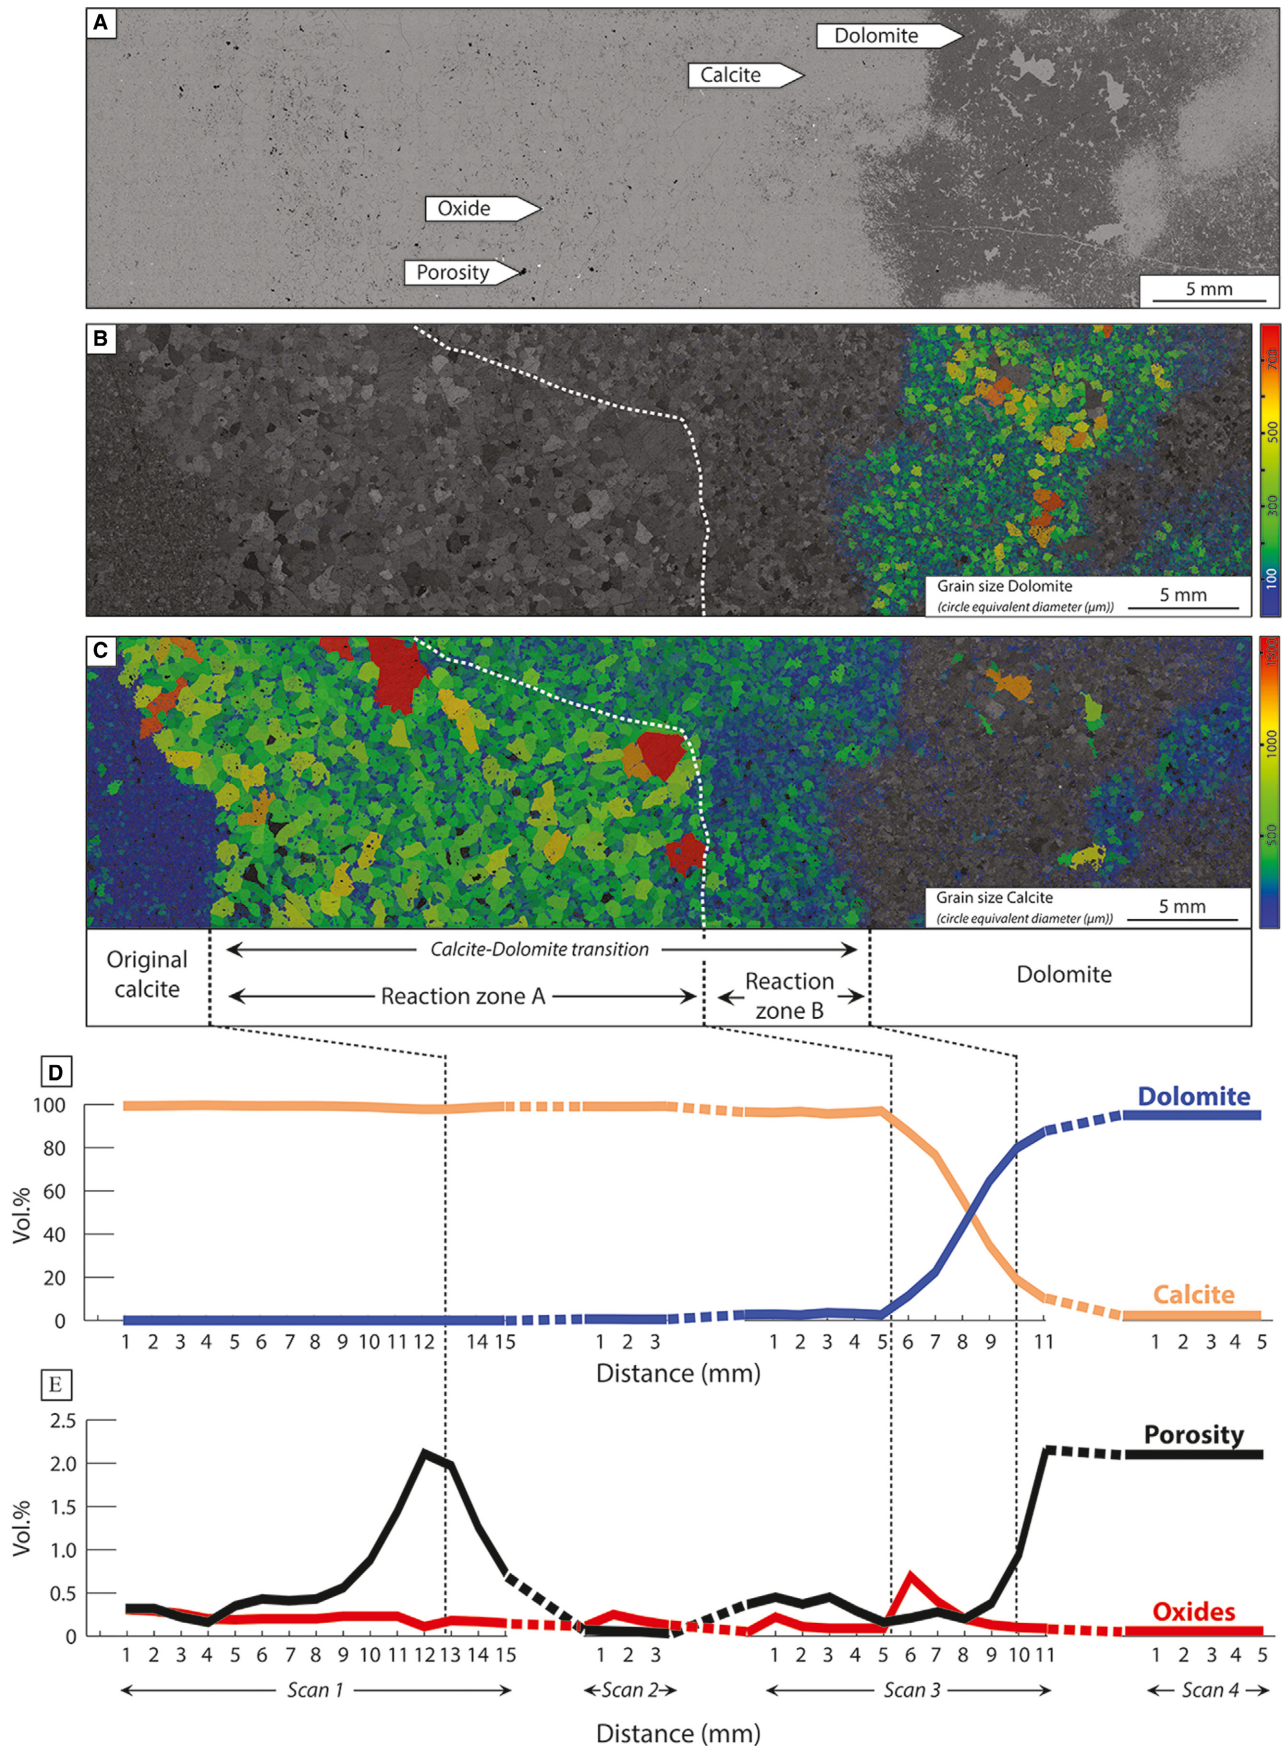 A
Dolomite
Calcite
Oxide
Porosity
5 mm
B
700
500
300
100
Grain size Dolomite
(circle equivalent diameter (µm))
5 mm
C
1500
1000
500
Grain size Calcite
(circle equivalent diameter (µm))
5 mm
Original
calcite
Calcite-Dolomite transition
Reaction zone A
Reaction
zone B
Dolomite
D
Vol.%
100
80
60
40
20
0
Dolomite
Calcite
1 2 3 4 5 6 7 8 9 10 11 12 14 15 1 2 3 1 2 3 4 5 6 7 8 9 11 1 2 3 4 5
Distance (mm)
E
Vol.%
2.5
2.0
1.5
1.0
0.5
0
Porosity
Oxides
1 2 3 4 5 6 7 8 9 10 11 12 13 14 15 1 2 3 1 2 3 4 5 6 7 8 9 10 11 1 2 3 4 5
Scan 1 Scan 2 Scan 3 Scan 4
Distance (mm)